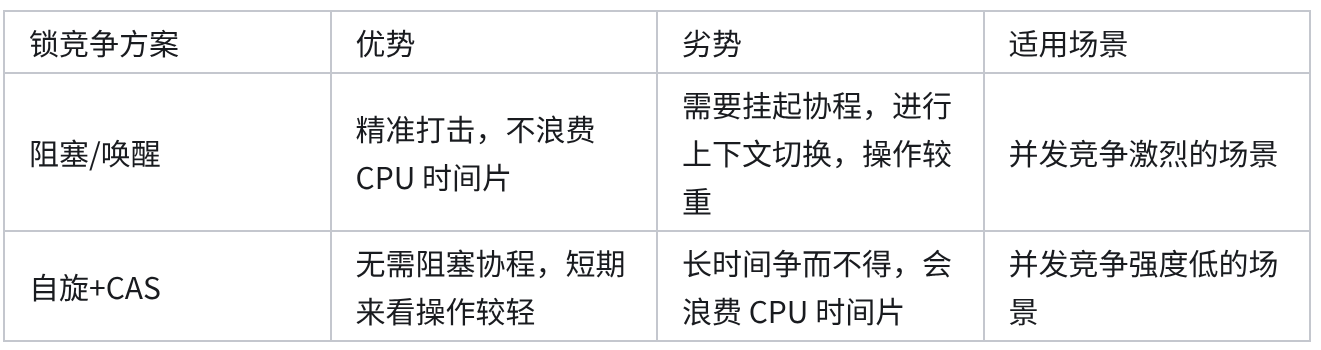 锁竞争方案
优势
劣势
适用场景
阻塞/唤醒
精准打击，不浪费
CPU 时间片
需要挂起协程，进行
上下文切换，操作较
重
并发竞争激烈的场景
自旋+CAS
无需阻塞协程，短期
来看操作较轻
长时间争而不得，会
浪费 CPU 时间片
并发竞争强度低的场
景